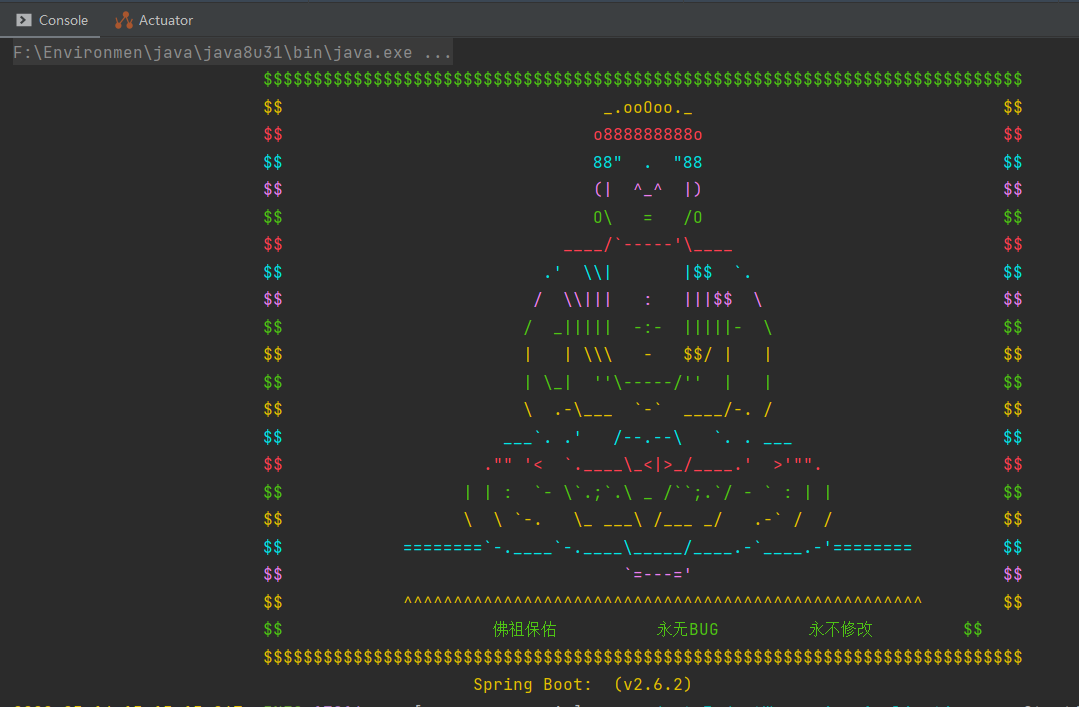 Console Actuator
F:\Environmen\java\java8u31\bin\java.exe ...
$$$$$$$$$$$$$$$$$$$$$$$$$$$$$$$$$$$$$$$$$$$$$$$$$$$$$$$$$$$$$$$$$$$$$$$$$$$$
$$                                _.ooOoo._                               $$
$$                               o888888888o                              $$
$$                               88"  .  "88                              $$
$$                               (|  ^_^  |)                              $$
$$                               O\   =   /O                              $$
$$                            ____/`-----'\____                           $$
$$                          .'  \\|       |$$  `.                         $$
$$                         /  \\|||   :   |||$$  \                        $$
$$                        /  _|||||  -:-  |||||-  \                       $$
$$                        |   | \\\   -   $$/ |   |                       $$
$$                        | \_|  ''\-----/''  |   |                       $$
$$                        \  .-\___  `-`  ____/-. /                       $$
$$                      ___`. .'   /--.--\   `. . ___                     $$
$$                    ."" '<  `.____\_<|>_/____.'  >'"".                  $$
$$                  | | :  `- \`.;`.\ _ /``;.`/ - ` : | |                 $$
$$                  \  \ `-.   \_ ___\ /___ _/   .-` /  /                 $$
$$            ========`-.____`-.____\_____/____.-`____.-'========         $$
$$                                  `=---='                               $$
$$            ^^^^^^^^^^^^^^^^^^^^^^^^^^^^^^^^^^^^^^^^^^^^^^^^^^^^        $$
$$                     佛祖保佑          永无BUG         永不修改         $$
$$$$$$$$$$$$$$$$$$$$$$$$$$$$$$$$$$$$$$$$$$$$$$$$$$$$$$$$$$$$$$$$$$$$$$$$$$$$
Spring Boot:  (v2.6.2)